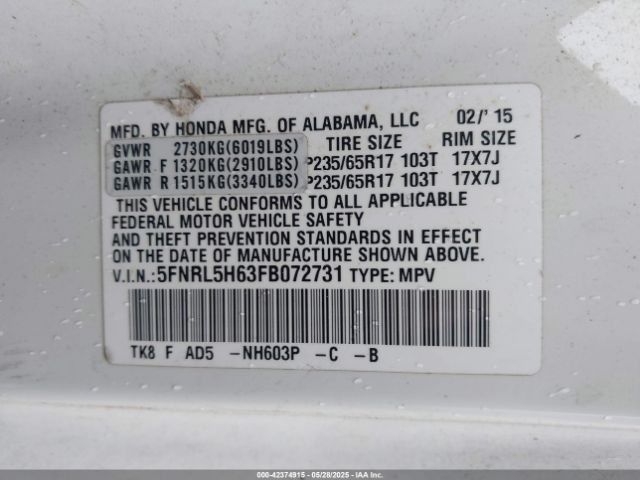 MFD. BY HONDA MFG. OF ALABAMA, LLC 02/'15
GVWR 2730KG(6019LBS) TIRE SIZE RIM SIZE
GAWR F 1320KG(2910LBS) P235/65R17 103T 17X7J
GAWR R 1515KG(3340LBS) P235/65R17 103T 17X7J
THIS VEHICLE CONFORMS TO ALL APPLICABLE
FEDERAL MOTOR VEHICLE SAFETY
AND THEFT PREVENTION STANDARDS IN EFFECT
ON THE DATE OF MANUFACTURE SHOWN ABOVE.
V.I.N.:5FNRL5H63FB072731 TYPE: MPV
TK8 F AD5 -NH603P -C -B
000-42374915 - 05/28/2025 - IAA, Inc.